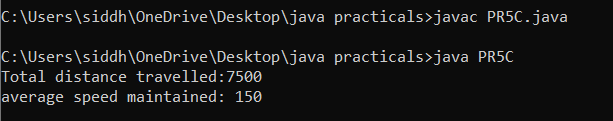 C:\Users\siddh\OneDrive\Desktop\java practicals>javac PR5C.java
C:\Users\siddh\OneDrive\Desktop\java practicals>java PR5C
Total distance travelled:7500
average speed maintained: 150